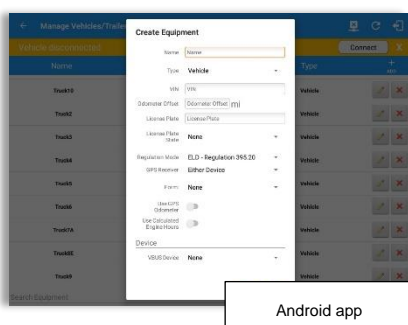 Manage Vehicles/Trailer
Vehicle disconnected
Connect X
Name Type + ADD
Truck10 Vehicle
Truck2 Vehicle
Truck3 Vehicle
Truck4 Vehicle
Truck5 Vehicle
Truck6 Vehicle
Truck7A Vehicle
Truck8E Vehicle
Truck9 Vehicle
Search Equipment
Create Equipment
Name Name
Type Vehicle
VIN VIN
Odometer Offset Odometer Offset mi
License Plate License Plate
License Plate
State None
Regulation Mode ELD - Regulation 395.20
GPS Receiver Either Device
Form None
Use GPS
Odometer
Use Calculated
Engine Hours
Device
VBUS Device None
Android app